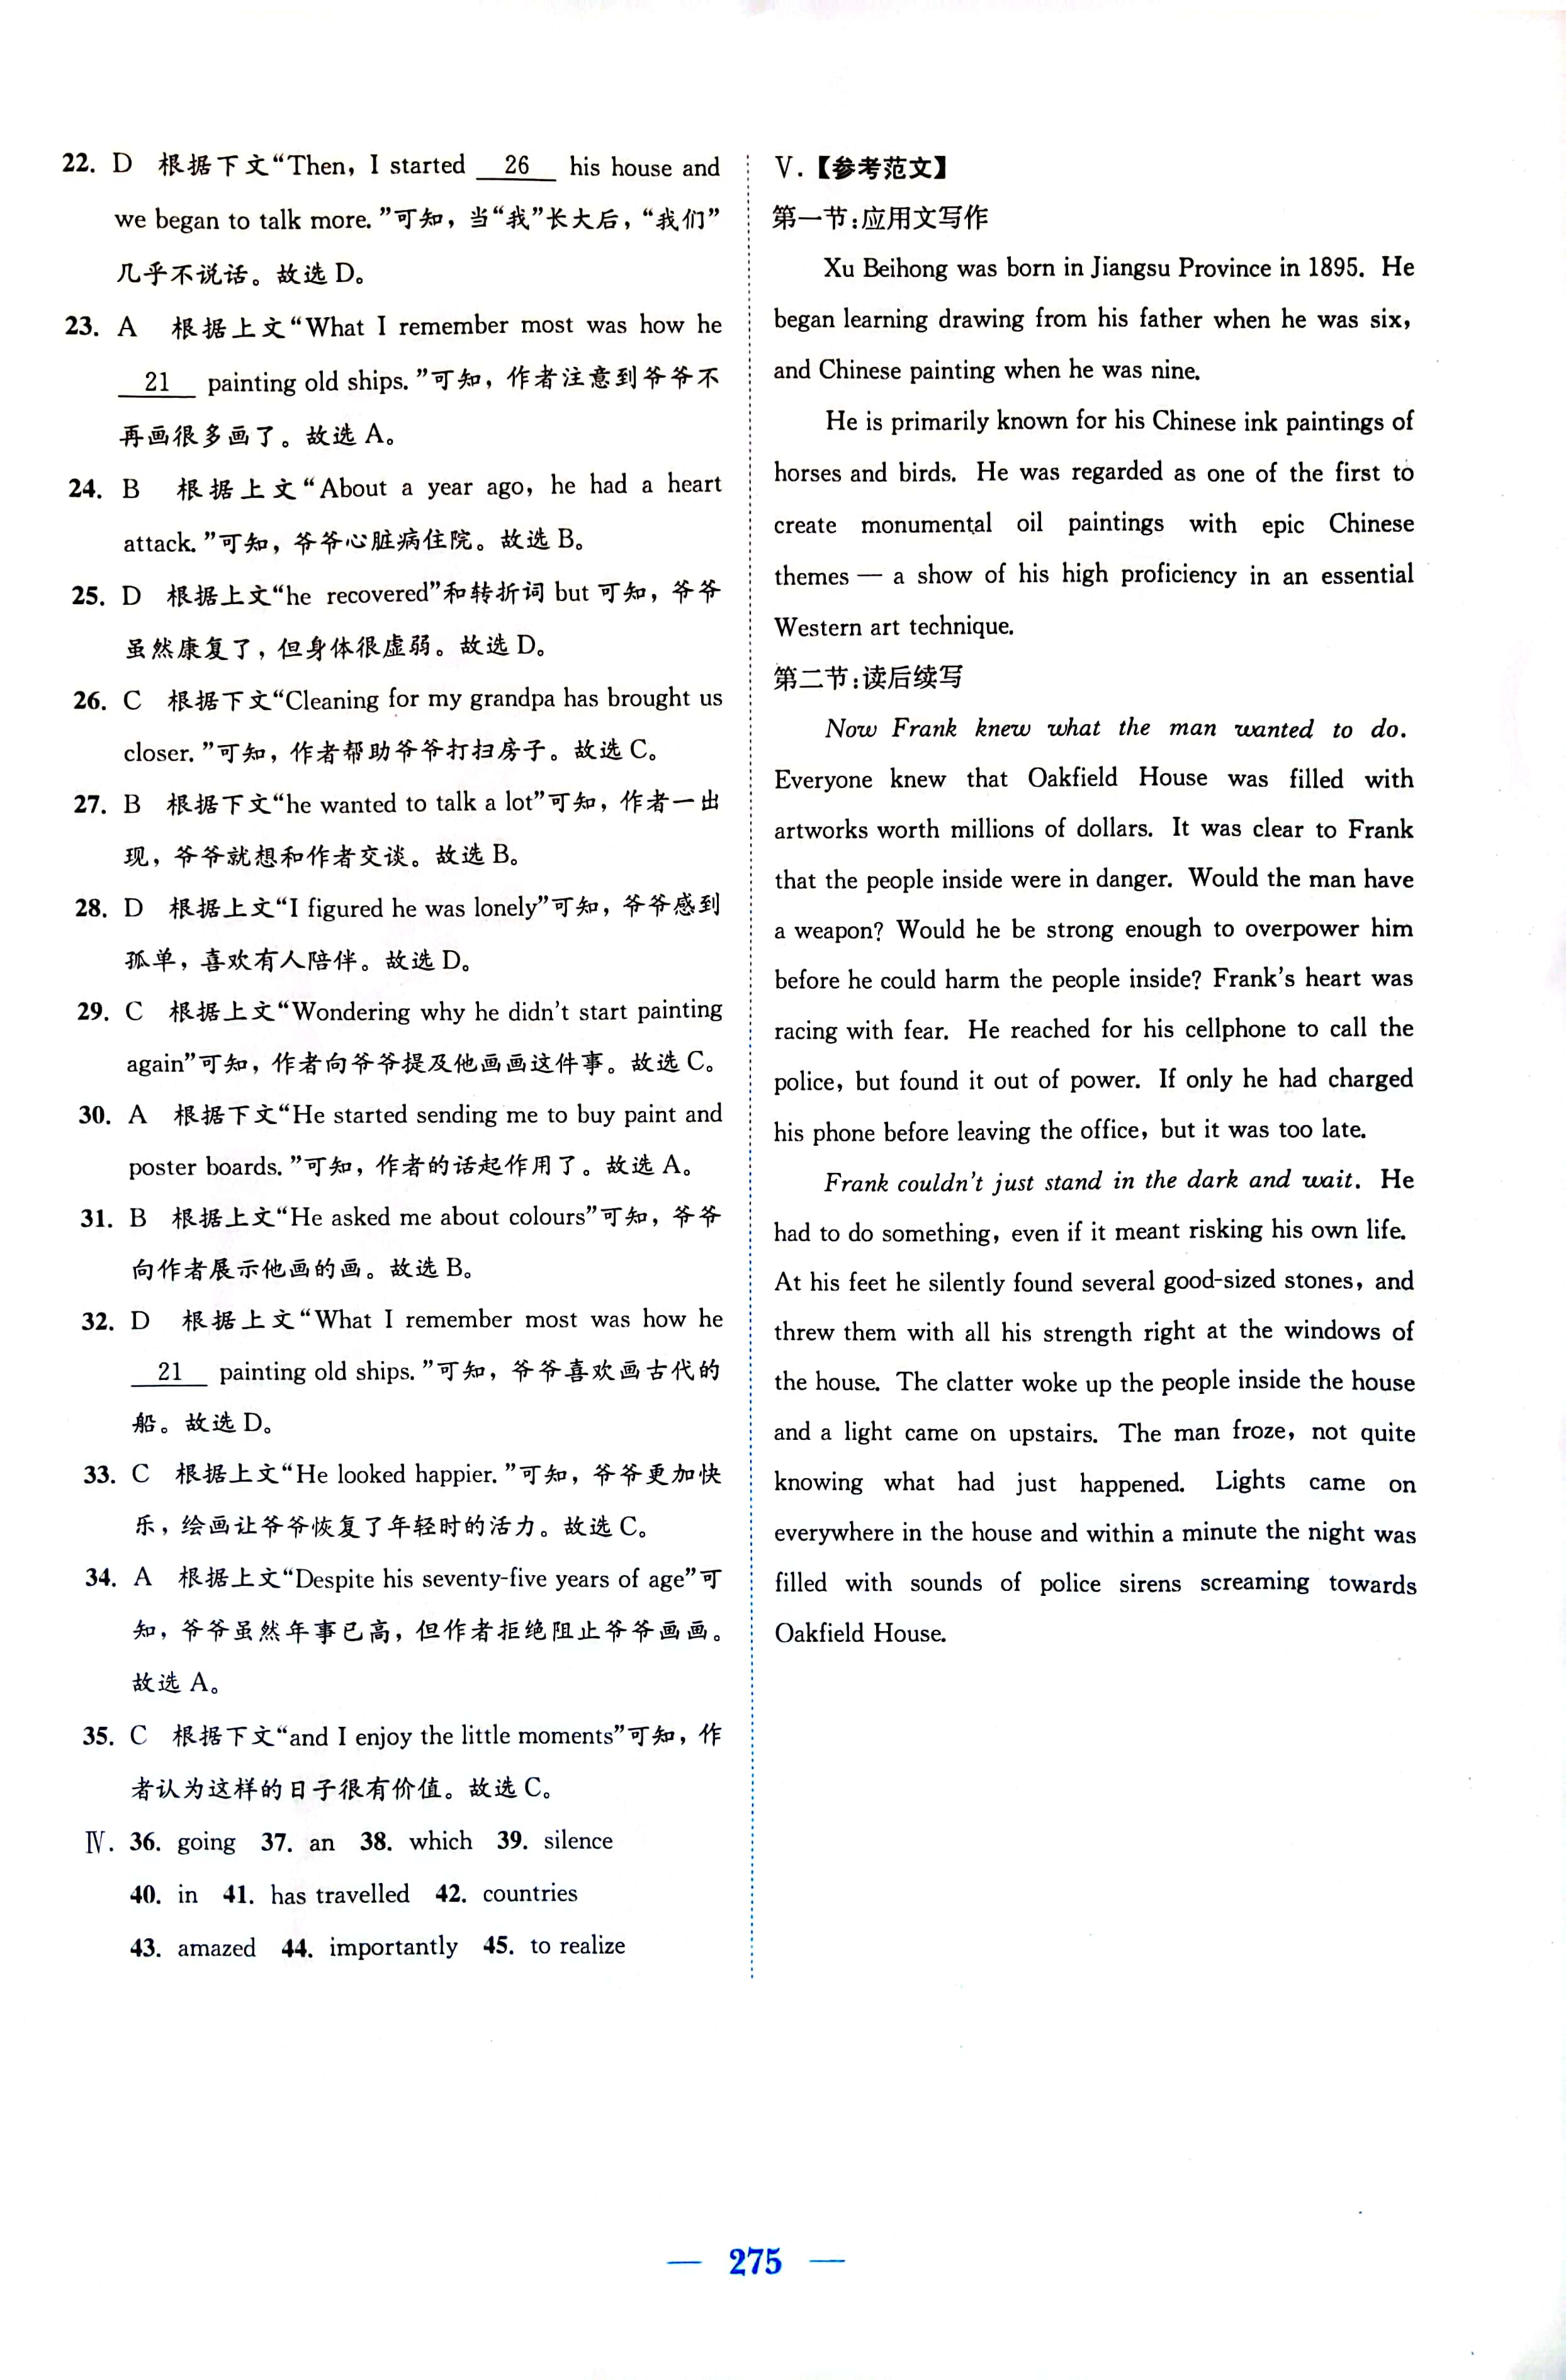 22. D 根据下文“Then, I started 26 his house and
we began to talk more.”可知，当“我”长大后，“我们”
几乎不说话。故选 D。
23. A 根据上文“What I remember most was how he
21 painting old ships.”可知，作者注意到爷爷不
再画很多画了。故选 A。
24. B 根据上文“About a year ago, he had a heart
attack.”可知，爷爷心脏病住院。故选 B。
25. D 根据上文“he recovered”和转折词 but 可知，爷爷
虽然康复了，但身体很虚弱。故选 D。
26. C 根据下文“Cleaning for my grandpa has brought us
closer.”可知，作者帮助爷爷打扫房子。故选 C。
27. B 根据下文“he wanted to talk a lot”可知，作者一出
现，爷爷就想和作者交谈。故选 B。
28. D 根据上文“I figured he was lonely”可知，爷爷感到
孤单，喜欢有人陪伴。故选 D。
29. C 根据上文“Wondering why he didn't start painting
again”可知，作者向爷爷提及他画画这件事。故选 C。
30. A 根据下文“He started sending me to buy paint and
poster boards.”可知，作者的话起作用了。故选 A。
31. B 根据上文“He asked me about colours”可知，爷爷
向作者展示他画的画。故选 B。
32. D 根据上文“What I remember most was how he
21 painting old ships.”可知，爷爷喜欢画古代的
船。故选 D。
33. C 根据上文“He looked happier.”可知，爷爷更加快
乐，绘画让爷爷恢复了年轻时的活力。故选 C。
34. A 根据上文“Despite his seventy-five years of age”可
知，爷爷虽然年事已高，但作者拒绝阻止爷爷画画。
故选 A。
35. C 根据下文“and I enjoy the little moments”可知，作
者认为这样的日子很有价值。故选 C。
Ⅳ. 36. going 37. an 38. which 39. silence
40. in 41. has travelled 42. countries
43. amazed 44. importantly 45. to realize
Ⅴ.【参考范文】
第一节：应用文写作
Xu Beihong was born in Jiangsu Province in 1895. He
began learning drawing from his father when he was six,
and Chinese painting when he was nine.
He is primarily known for his Chinese ink paintings of
horses and birds. He was regarded as one of the first to
create monumental oil paintings with epic Chinese
themes — a show of his high proficiency in an essential
Western art technique.
第二节：读后续写
Now Frank knew what the man wanted to do.
Everyone knew that Oakfield House was filled with
artworks worth millions of dollars. It was clear to Frank
that the people inside were in danger. Would the man have
a weapon? Would he be strong enough to overpower him
before he could harm the people inside? Frank's heart was
racing with fear. He reached for his cellphone to call the
police, but found it out of power. If only he had charged
his phone before leaving the office, but it was too late.
Frank couldn't just stand in the dark and wait. He
had to do something, even if it meant risking his own life.
At his feet he silently found several good-sized stones, and
threw them with all his strength right at the windows of
the house. The clatter woke up the people inside the house
and a light came on upstairs. The man froze, not quite
knowing what had just happened. Lights came on
everywhere in the house and within a minute the night was
filled with sounds of police sirens screaming towards
Oakfield House.
— 275 —